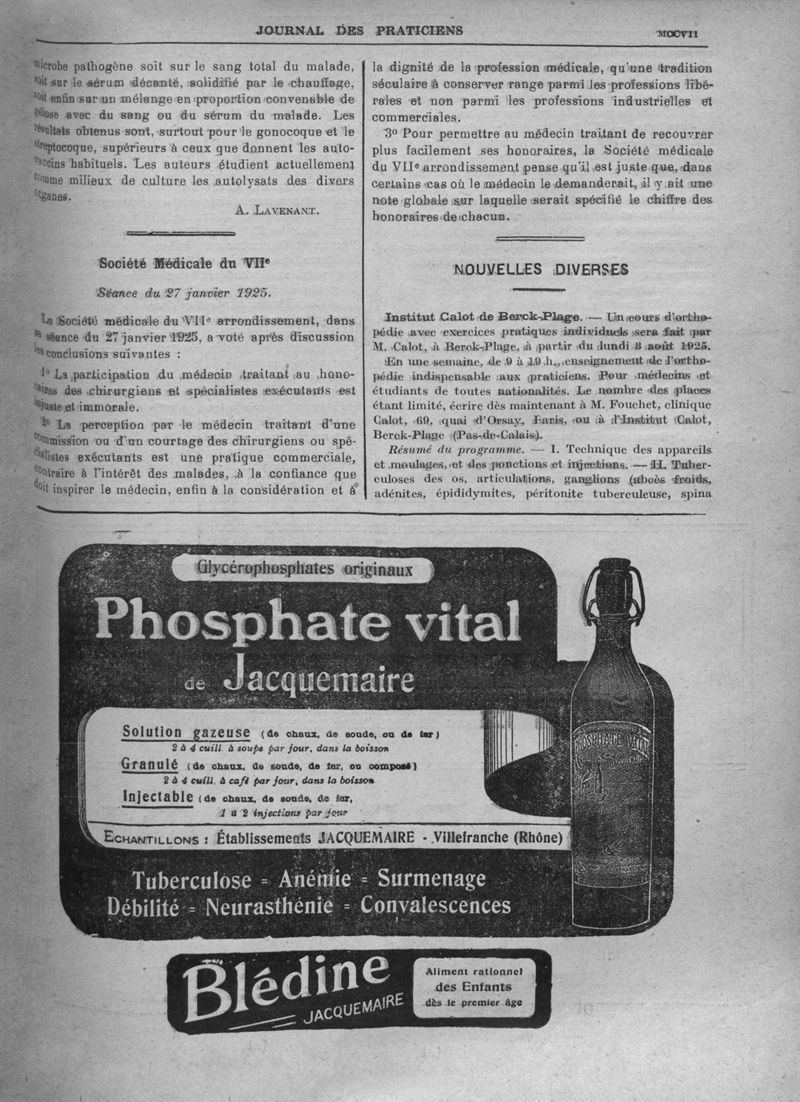 JOURNAL DES PRATICIENS
MCCVII
microbe pathogène soit sur le sang total du malade,
soit sur le sérum décanté, solidifié par le chauffage,
soit enfin sur un mélange en proportion convenable de
gélose avec du sang ou du sérum du malade. Les
résultats obtenus sont, surtout pour le gonocoque et le
streptocoque, supérieurs à ceux que donnent les auto-
vaccins habituels. Les auteurs étudient actuellement
comme milieux de culture les autolysats des divers
organes.
A. LAVENANT.
Société Médicale du VIIe
Séance du 27 janvier 1925.
La Société médicale du VIIe arrondissement, dans
sa séance du 27 janvier 1925, a voté après discussion
les conclusions suivantes :
1° La participation du médecin traitant au hono-
raires des chirurgiens et spécialistes exécutants est
injuste et immorale.
2° La perception par le médecin traitant d'une
commission ou d'un courtage des chirurgiens ou spé-
cialistes exécutants est une pratique commerciale,
contraire à l'intérêt des malades, à la confiance que
doit inspirer le médecin, enfin à la considération et à
la dignité de la profession médicale, qu'une tradition
séculaire à conserver range parmi les professions libé-
rales et non parmi les professions industrielles et
commerciales.
3° Pour permettre au médecin traitant de recouvrer
plus facilement ses honoraires, la Société médicale
du VIIe arrondissement pense qu'il est juste que, dans
certains cas où le médecin le demanderait, il y ait une
note globale sur laquelle serait spécifié le chiffre des
honoraires de chacun.
NOUVELLES DIVERSES
Institut Calot de Berck-Plage. — Un cours d'ortho-
pédie avec exercices pratiques individuels sera fait par
M. Calot, à Berck-Plage, à partir du lundi 3 août 1925.
En une semaine, de 9 à 19 h., enseignement de l'ortho-
pédie indispensable aux praticiens. Pour médecins et
étudiants de toutes nationalités. Le nombre des places
étant limité, écrire dès maintenant à M. Fouchet, clinique
Calot, 69, quai d'Orsay, Paris, ou à l'Institut Calot,
Berck-Plage (Pas-de-Calais).
Résumé du programme. — I. Technique des appareils
et moulages, et des ponctions et injections. — II. Tuber-
culoses des os, articulations, ganglions (abcès froids,
adénites, épididymites, péritonite tuberculeuse, spina
Glycérophosphates originaux
Phosphate vital
de Jacquemaire
Solution gazeuse (de chaux, de soude, ou de fer)
2 à 4 cuill à soupe par jour, dans la boisson
Granulé (de chaux, de soude, de fer, ou composé)
2 à 4 cuill. à café par jour, dans la boisson
Injectable (de chaux, de soude, de fer,
1 à 2 injections par jour
ECHANTILLONS : Établissements JACQUEMAIRE - Villefranche (Rhône)
PHOSPHATE VITAL
Tuberculose = Anémie = Surmenage
Débilité = Neurasthénie = Convalescences
Blédine
JACQUEMAIRE
Aliment rationnel
des Enfants
dès le premier âge